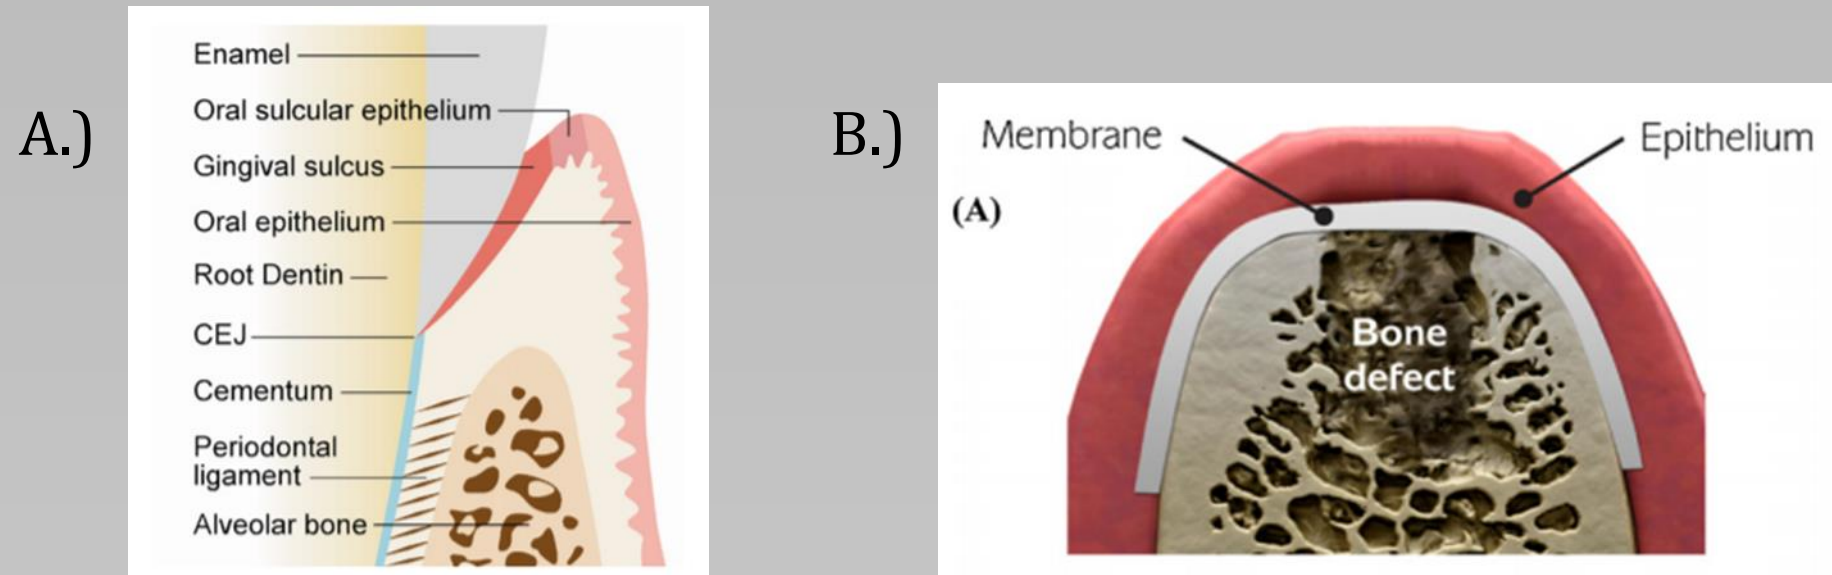 A.)
Enamel
Oral sulcular epithelium
Gingival sulcus
Oral epithelium
Root Dentin
CEJ
Cementum
Periodontal
ligament
Alveolar bone
B.)
Membrane
Epithelium
(A)
Bone
defect